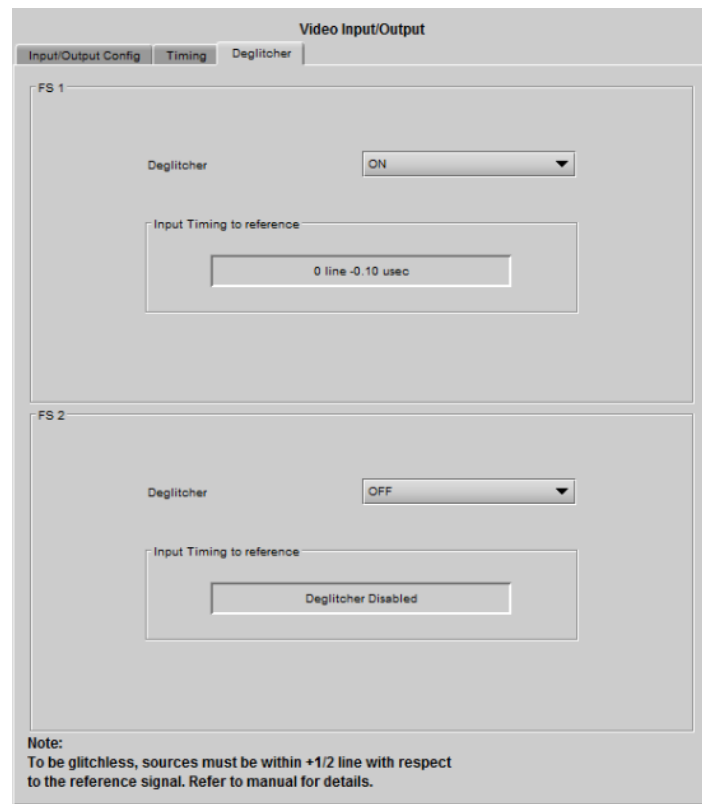 Video Input/Output
Input/Output Config Timing Deglitcher
FS 1
Deglitcher ON
Input Timing to reference
0 line -0.10 usec
FS 2
Deglitcher OFF
Input Timing to reference
Deglitcher Disabled
Note:
To be glitchless, sources must be within +1/2 line with respect
to the reference signal. Refer to manual for details.